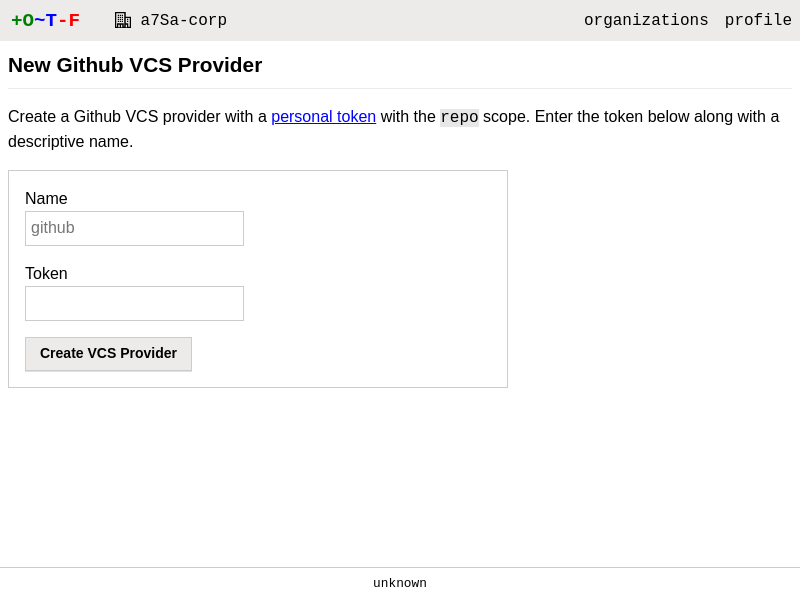 +O~T-F a7Sa-corp organizations profile
New Github VCS Provider
Create a Github VCS provider with a personal token with the repo scope. Enter the token below along with a
descriptive name.
Name
github
Token
Create VCS Provider
unknown